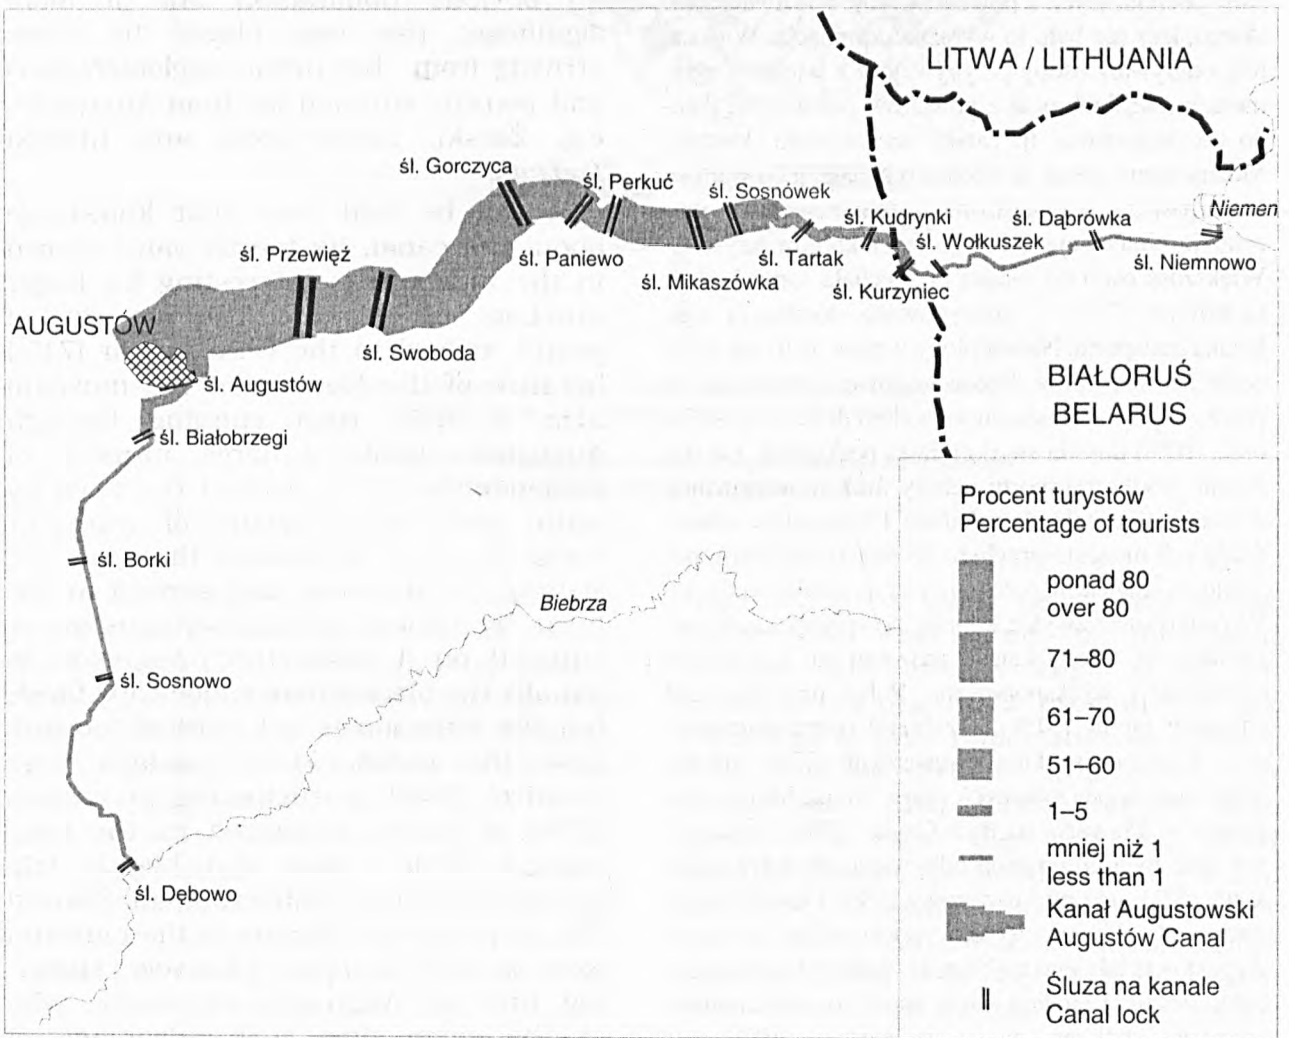 LITWA / LITHUANIA
śl. Gorczyca
śl. Perkuć
śl. Sosnówek
śl. Kudrynki
śl. Dąbrówka
Niemen
śl. Przewięź
śl. Paniewo
śl. Tartak
śl. Wołkuszek
śl. Niemnowo
śl. Mikaszówka
śl. Kurzyniec
AUGUSTÓW
śl. Swoboda
śl. Augustów
BIAŁORUŚ
BELARUS
śl. Białobrzegi
Procent turystów
Percentage of tourists
śl. Borki
ponad 80
over 80
Biebrza
71–80
śl. Sosnowo
61–70
51–60
1–5
mniej niż 1
less than 1
śl. Dębowo
Kanał Augustowski
Augustów Canal
Śluza na kanale
Canal lock